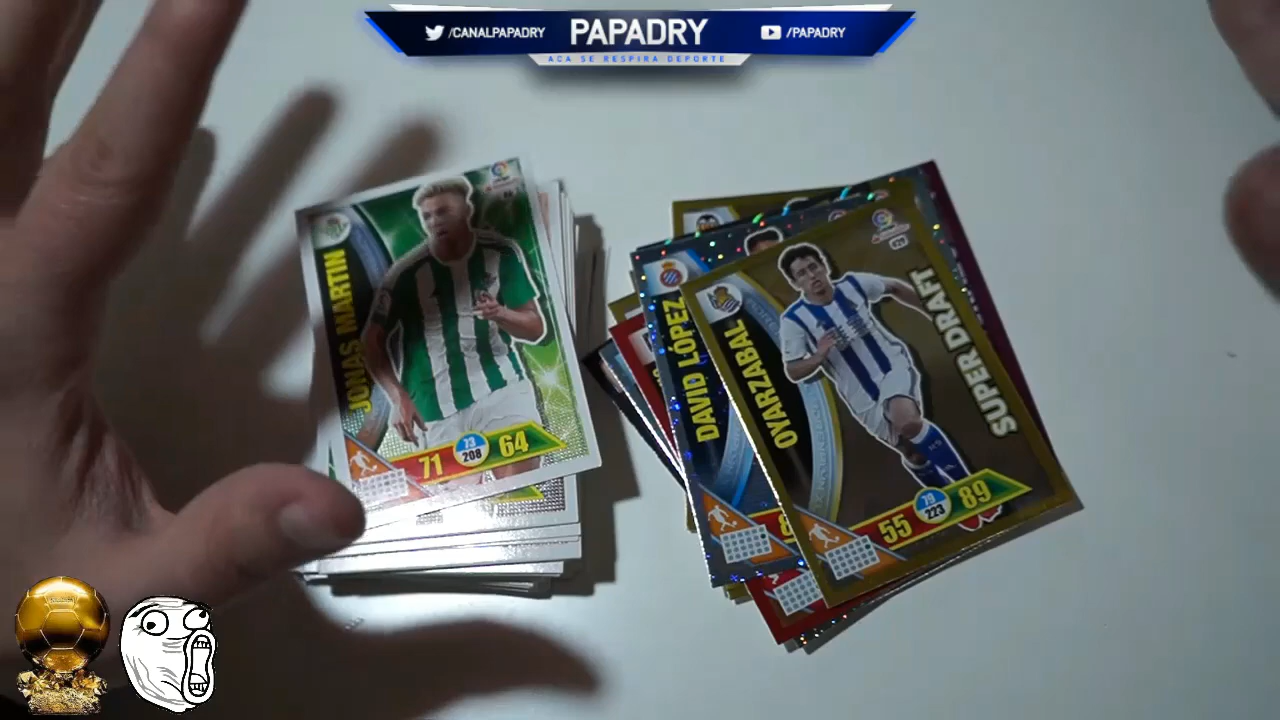 /CANALPAPADRY
PAPADRY
/PAPADRY
ACA SE RESPIRA DEPORTE
JONAS MARTIN
71
73
208
64
DAVID LÓPEZ
OYARZABAL
SUPER DRAFT
55
79
223
89